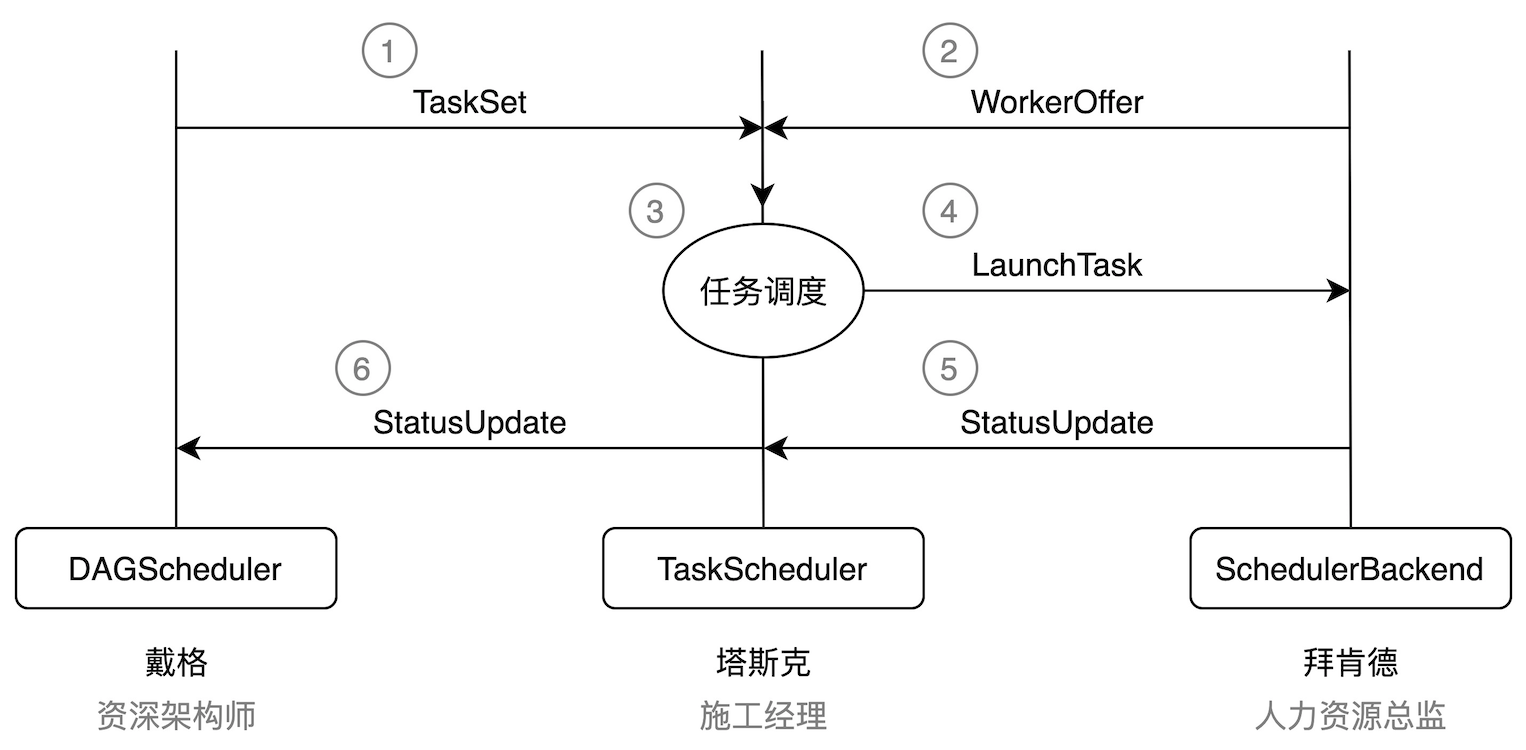 ①
②
TaskSet
WorkerOffer
③
④
LaunchTask
任务调度
⑥
⑤
StatusUpdate
StatusUpdate
DAGScheduler
TaskScheduler
SchedulerBackend
戴格
塔斯克
拜肯德
资深架构师
施工经理
人力资源总监